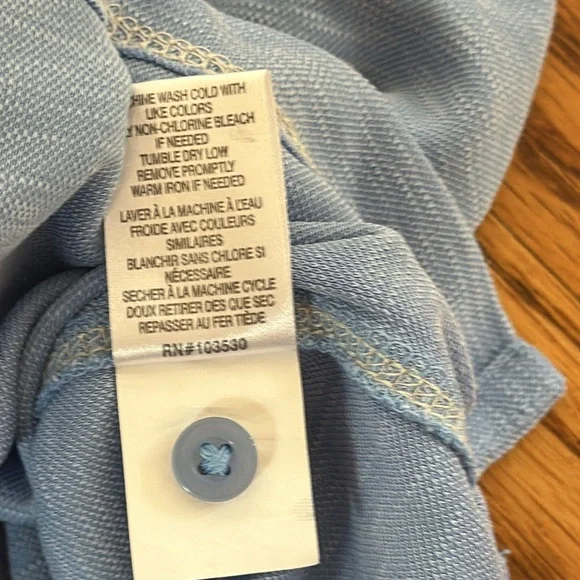 HINE WASH COLD WITH
LIKE COLORS
Y NON-CHLORINE BLEACH
IF NEEDED
TUMBLE DRY LOW
REMOVE PROMPTLY
WARM IRON IF NEEDED
LAVER À LA MACHINE À L'EAU
FROIDE AVEC COULEURS
SIMILAIRES
BLANCHIR SANS CHLORE SI
NÉCESSAIRE
SECHER À LA MACHINE CYCLE
DOUX RETIRER DES QUE SEC
REPASSER AU FER TIÈDE
RN#103530